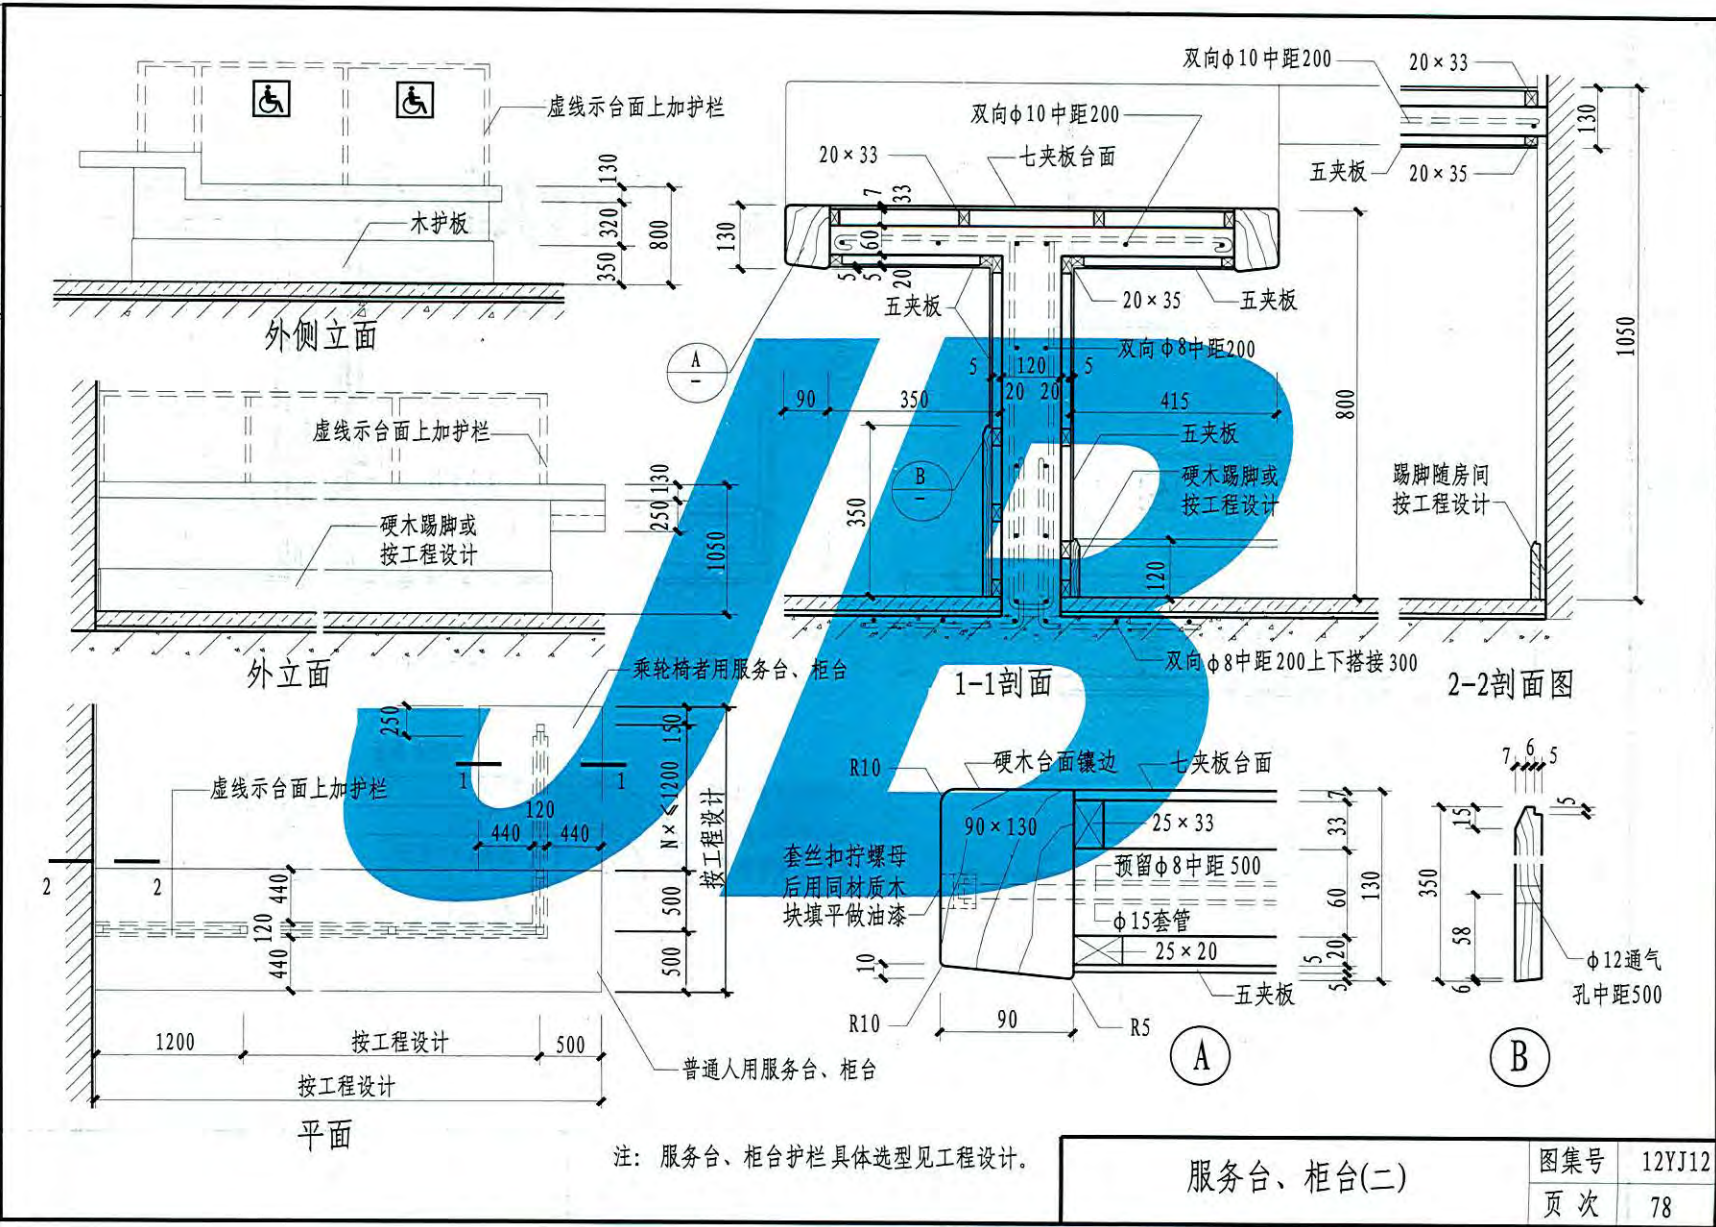 虚线示台面上加护栏
木护板
130
320
350
800
外侧立面
虚线示台面上加护栏
硬木踢脚或
按工程设计
130
250
1050
外立面
乘轮椅者用服务台、柜台
250
虚线示台面上加护栏
1
1
120
440
440
150
N×≤1200
500
500
按工程设计
2
2
440
120
440
1200
按工程设计
500
按工程设计
普通人用服务台、柜台
平面
双向ϕ10中距200
七夹板台面
20×33
7
33
130
60
5
5
20
五夹板
20×35
五夹板
A
–
双向ϕ8中距200
5
120
5
20
20
90
350
415
800
五夹板
B
–
350
硬木踢脚或
按工程设计
120
双向ϕ8中距200上下搭接300
1-1剖面
双向ϕ10中距200
20×33
130
五夹板
20×35
1050
踢脚随房间
按工程设计
2-2剖面图
R10
硬木台面镶边
七夹板台面
90×130
25×33
7
33
套丝扣拧螺母
后用同材质木
块填平做油漆
预留ϕ8中距500
60
130
ϕ15套管
25×20
20
5
5
10
五夹板
R10
90
R5
A
7
6
5
5
15
350
58
6
ϕ12通气
孔中距500
B
注: 服务台、柜台护栏具体选型见工程设计。
服务台、柜台(二)
图集号
12YJ12
页 次
78
JB